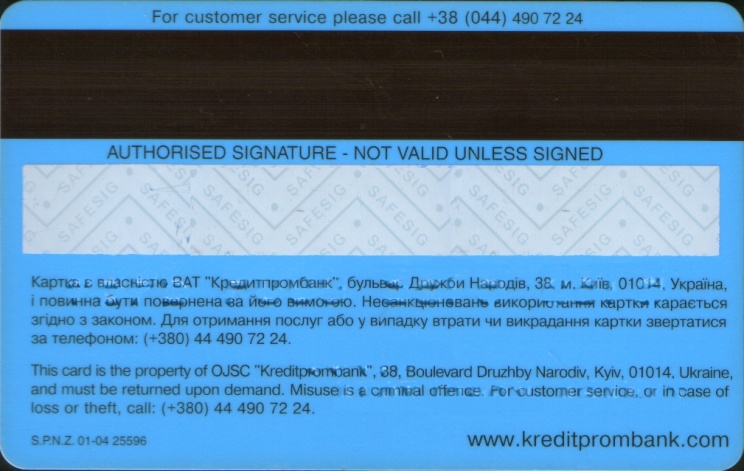 For customer service please call +38 (044) 490 72 24
AUTHORISED SIGNATURE - NOT VALID UNLESS SIGNED
SAFESIG SAFESIG SAFESIG SAFESIG SAFESIG SAFESIG
Картка є власністю ВАТ "Кредитпромбанк", бульвар Дружби Народів, 38, м. Київ, 01014, Україна,
і повинна бути повернена за його вимогою. Несанкціоноване використання картки карається
згідно з законом. Для отримання послуг або у випадку втрати чи викрадання картки звертатися
за телефоном: (+380) 44 490 72 24.
This card is the property of OJSC "Kreditprombank", 38, Boulevard Druzhby Narodiv, Kyiv, 01014, Ukraine,
and must be returned upon demand. Misuse is a criminal offence. For customer service, or in case of
loss or theft, call: (+380) 44 490 72 24.
S.P.N.Z. 01-04 25596
www.kreditprombank.com